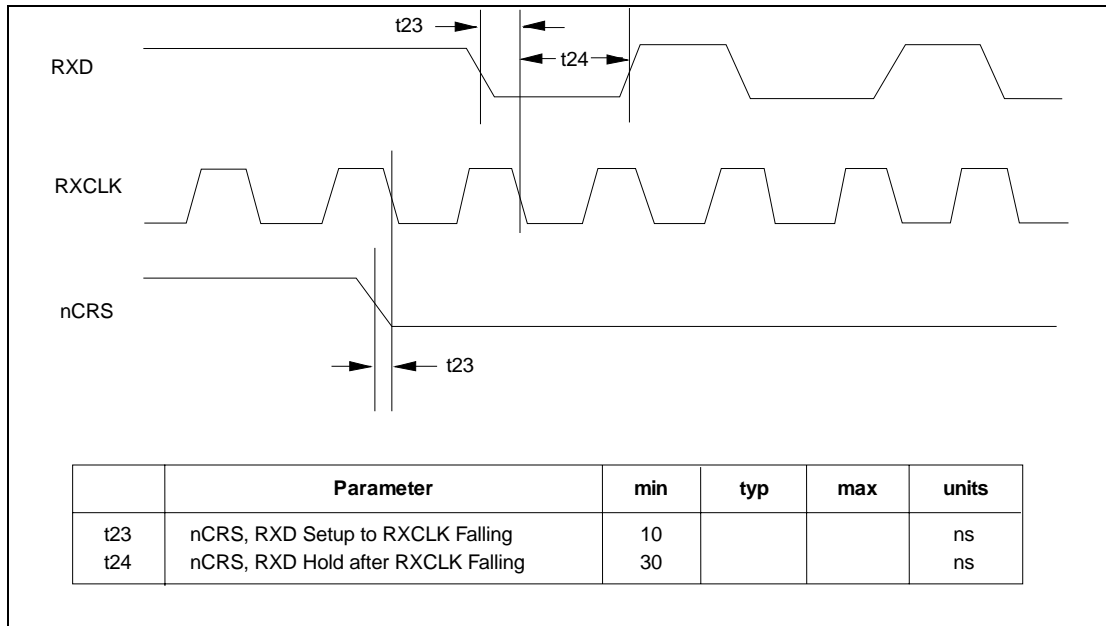 t23
t24
RXD
RXCLK
nCRS
t23
Parameter min typ max units
t23 nCRS, RXD Setup to RXCLK Falling 10 ns
t24 nCRS, RXD Hold after RXCLK Falling 30 ns